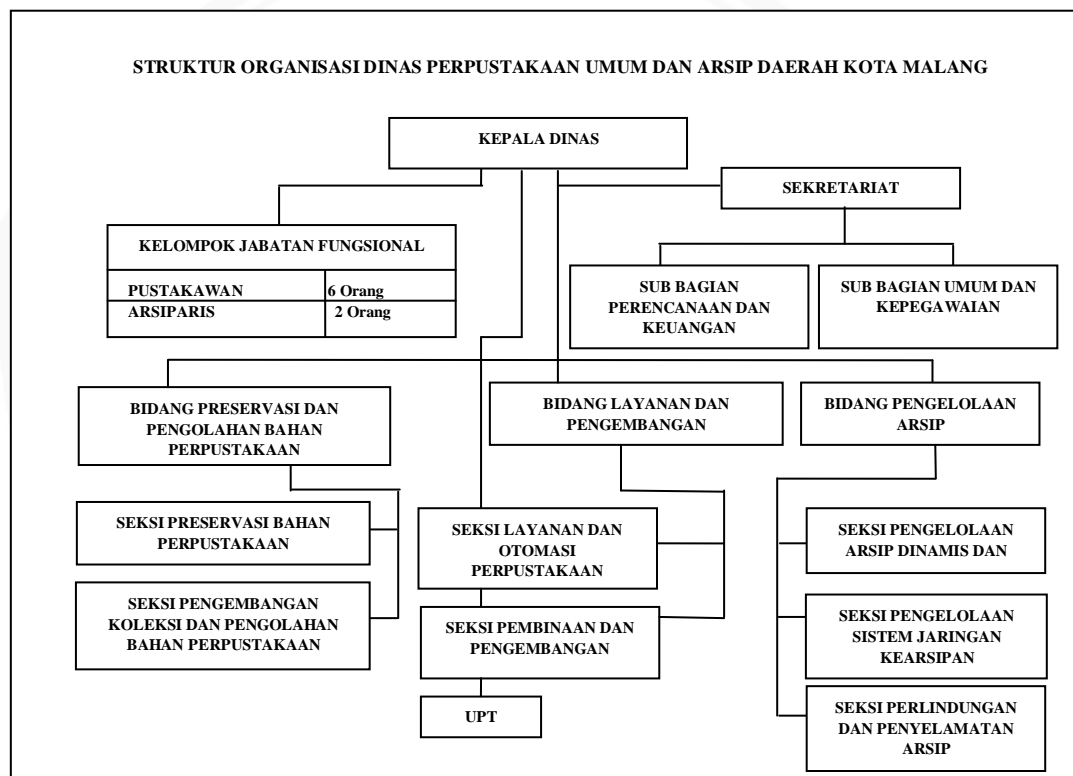 STRUKTUR ORGANISASI DINAS PERPUSTAKAAN UMUM DAN ARSIP DAERAH KOTA MALANG
KEPALA DINAS
SEKRETARIAT
KELOMPOK JABATAN FUNGSIONAL
PUSTAKAWAN 6 Orang
ARSIPARIS 2 Orang
SUB BAGIAN
PERENCANAAN DAN
KEUANGAN
SUB BAGIAN UMUM DAN
KEPEGAWAIAN
BIDANG PRESERVASI DAN
PENGOLAHAN BAHAN
PERPUSTAKAAN
BIDANG LAYANAN DAN
PENGEMBANGAN
BIDANG PENGELOLAAN
ARSIP
SEKSI PRESERVASI BAHAN
PERPUSTAKAAN
SEKSI LAYANAN DAN
OTOMASI
PERPUSTAKAAN
SEKSI PENGELOLAAN
ARSIP DINAMIS DAN
SEKSI PENGEMBANGAN
KOLEKSI DAN PENGOLAHAN
BAHAN PERPUSTAKAAN
SEKSI PEMBINAAN DAN
PENGEMBANGAN
SEKSI PENGELOLAAN
SISTEM JARINGAN
KEARSIPAN
UPT
SEKSI PERLINDUNGAN
DAN PENYELAMATAN
ARSIP